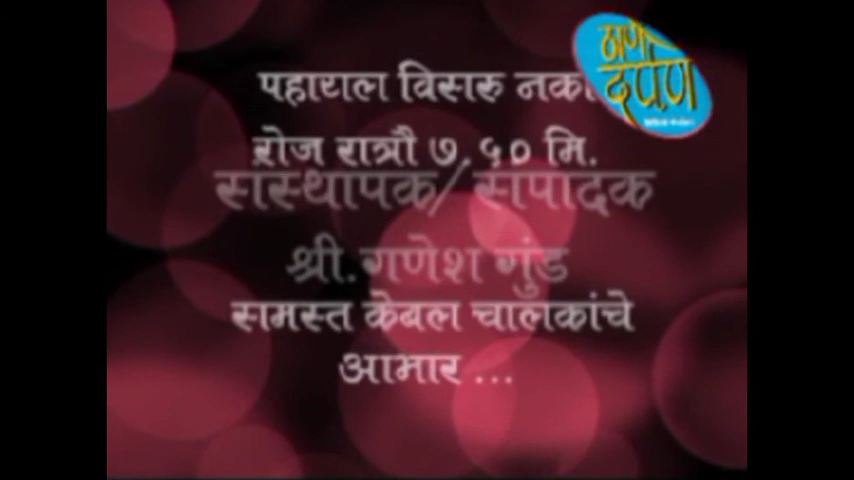 ठाणे
दर्पण
पहायला विसरु नका
रोज रात्रौ ७.५० मि.
संस्थापक/ संपादक
श्री.गणेश गुंड
समस्त केबल चालकांचे
आभार ...